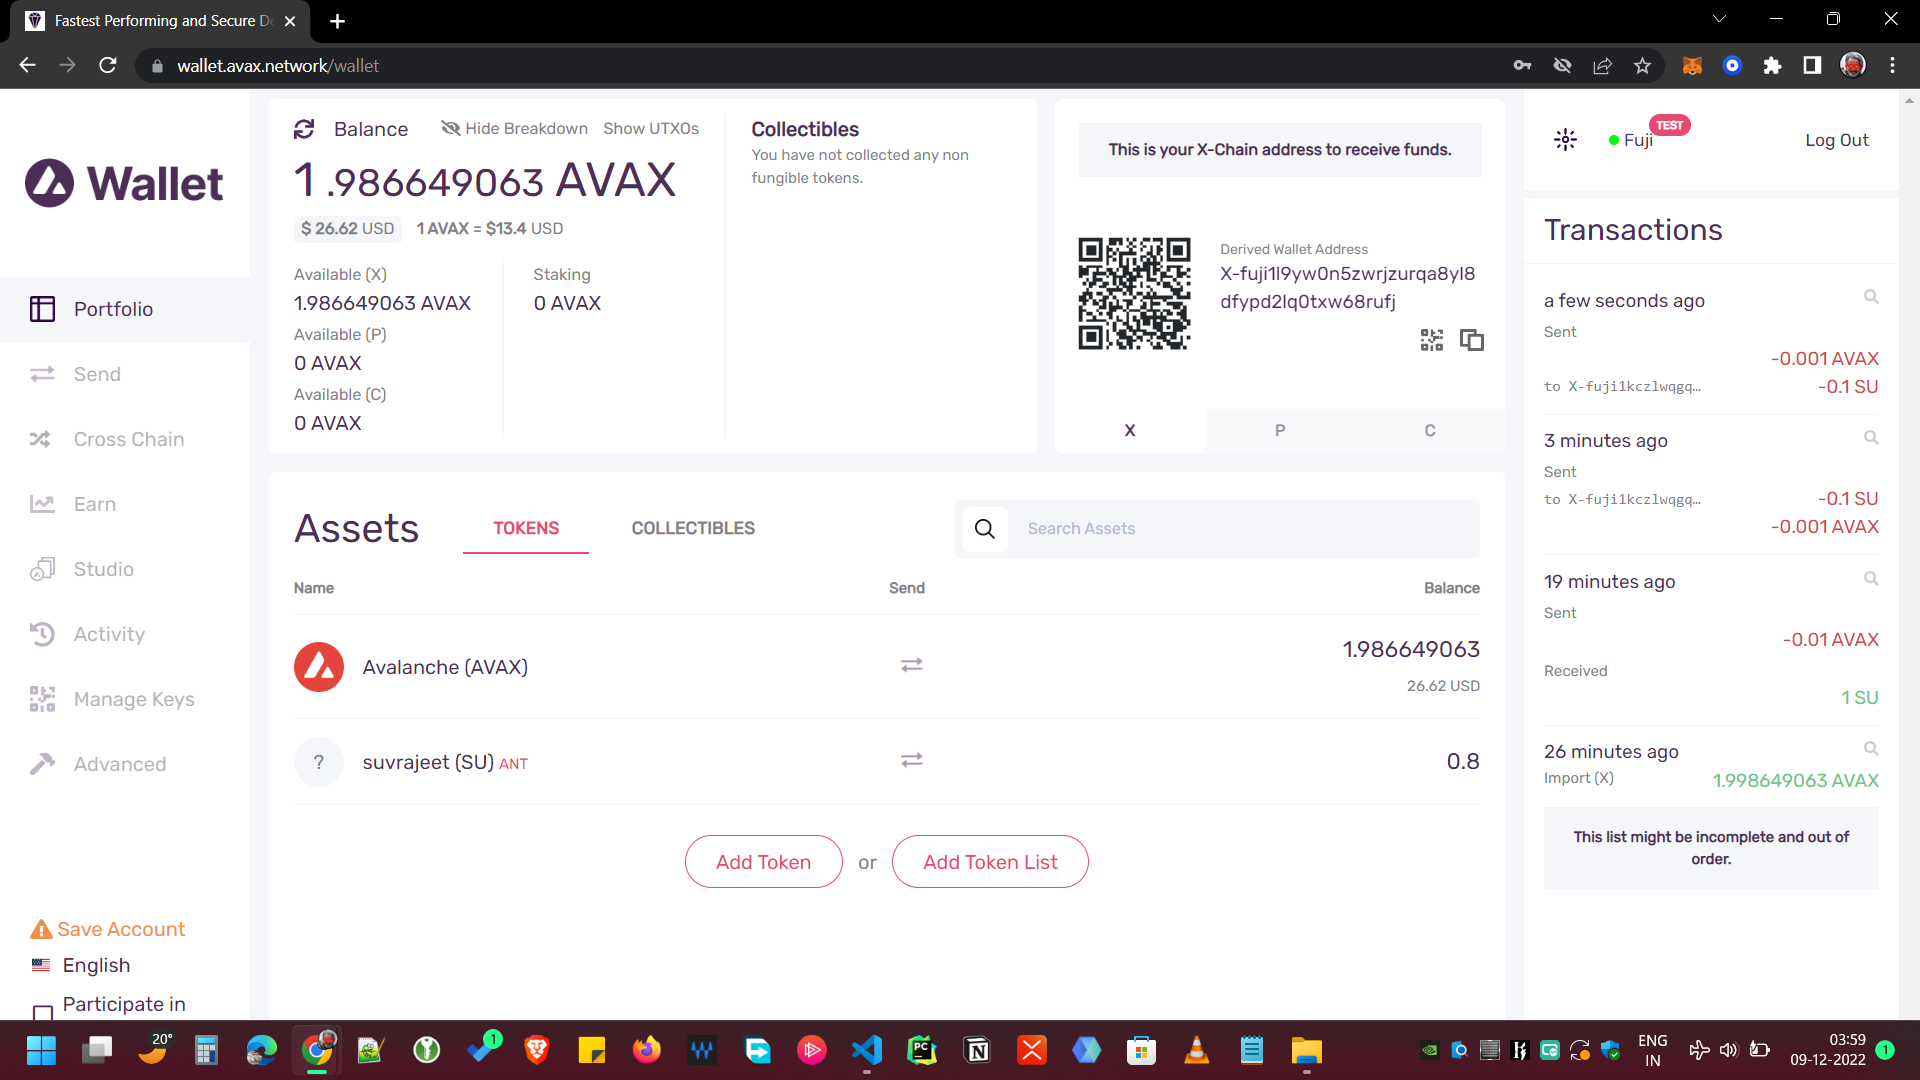 Fastest Performing and Secure De
wallet.avax.network/wallet
Wallet
Portfolio
Send
Cross Chain
Earn
Studio
Activity
Manage Keys
Advanced
Save Account
English
Participate in
Balance
Hide Breakdown
Show UTXOs
1.986649063 AVAX
$ 26.62 USD
1 AVAX = $13.4 USD
Available (X)
1.986649063 AVAX
Available (P)
0 AVAX
Available (C)
0 AVAX
Staking
0 AVAX
Collectibles
You have not collected any non
fungible tokens.
This is your X-Chain address to receive funds.
Derived Wallet Address
X-fuji1l9yw0n5zwrjzurqa8yl8
dfypd2lq0txw68rufj
X
P
C
Assets
TOKENS
COLLECTIBLES
Search Assets
Name
Send
Balance
Avalanche (AVAX)
1.986649063
26.62 USD
?
suvrajeet (SU) ANT
0.8
Add Token
or
Add Token List
Fuji
TEST
Log Out
Transactions
a few seconds ago
Sent
-0.001 AVAX
to X-fuji1kczlwqgq…
-0.1 SU
3 minutes ago
Sent
to X-fuji1kczlwqgq…
-0.1 SU
-0.001 AVAX
19 minutes ago
Sent
-0.01 AVAX
Received
1 SU
26 minutes ago
Import (X)
1.998649063 AVAX
This list might be incomplete and out of
order.
20°
1
PC
N
ENG
IN
03:59
09-12-2022
1